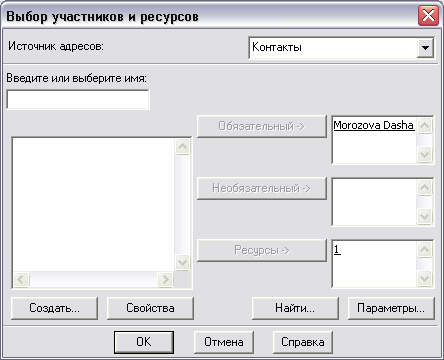 Выбор участников и ресурсов
Источник адресов:
Контакты
Введите или выберите имя:
Обязательный ->
Morozova Dasha
Необязательный ->
Ресурсы ->
1
Создать...
Свойства
Найти...
Параметры...
OK
Отмена
Справка